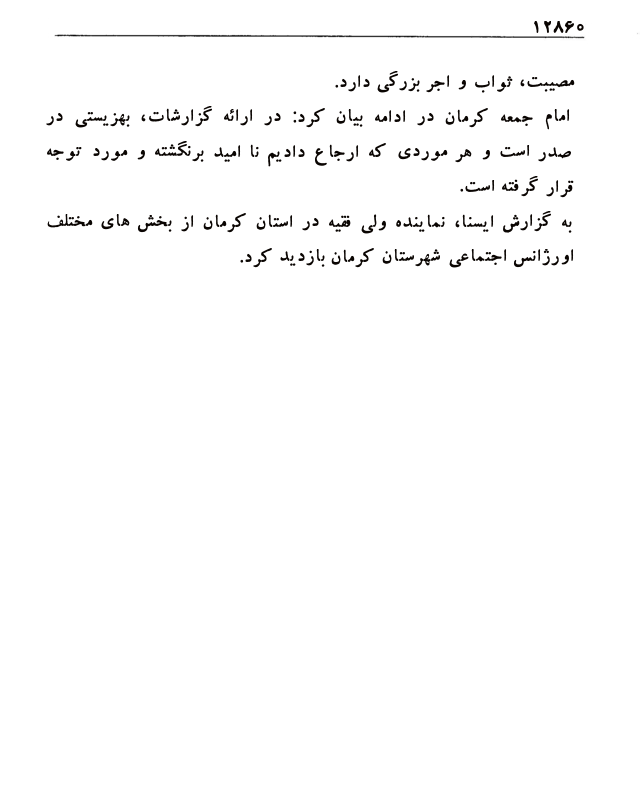 ۱۲۸۶۰
مصیبت، ثواب و اجر بزرگی دارد.
امام جمعه کرمان در ادامه بیان کرد: در ارائه گزارشات، بهزیستی در
صدر است و هر موردی که ارجاع دادیم نا امید برنگشته و مورد توجه
قرار گرفته است.
به گزارش ایسنا، نماینده ولی فقیه در استان کرمان از بخش های مختلف
اورژانس اجتماعی شهرستان کرمان بازدید کرد.